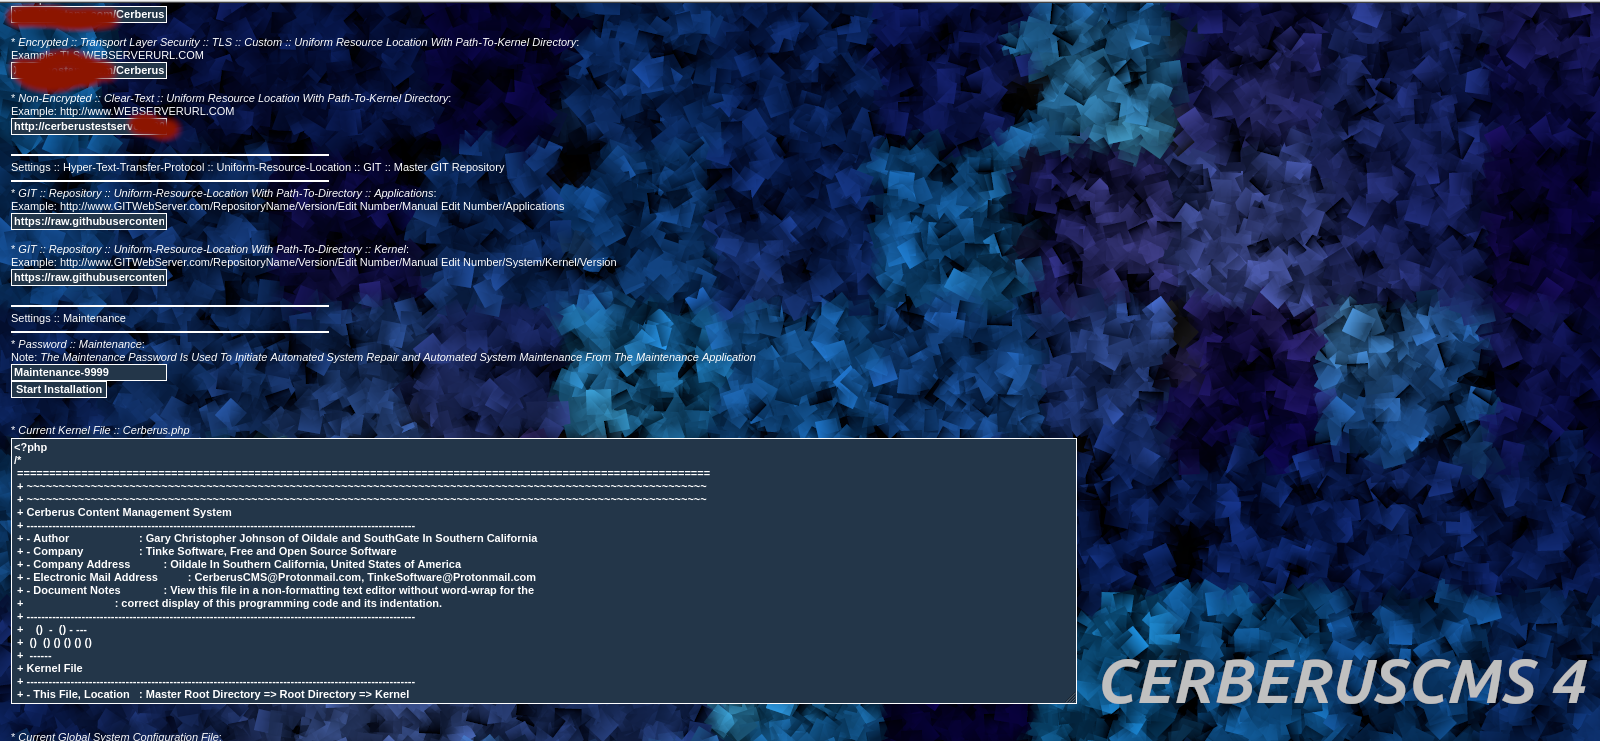 /Cerberus
* Encrypted :: Transport Layer Security :: TLS :: Custom :: Uniform Resource Location With Path-To-Kernel Directory:
Example: TLS.WEBSERVERURL.COM
/Cerberus
* Non-Encrypted :: Clear-Text :: Uniform Resource Location With Path-To-Kernel Directory:
Example: http://www.WEBSERVERURL.COM
http://cerberustestserv
Settings :: Hyper-Text-Transfer-Protocol :: Uniform-Resource-Location :: GIT :: Master GIT Repository
* GIT :: Repository :: Uniform-Resource-Location With Path-To-Directory :: Applications:
Example: http://www.GITWebServer.com/RepositoryName/Version/Edit Number/Manual Edit Number/Applications
https://raw.githubuserconten
* GIT :: Repository :: Uniform-Resource-Location With Path-To-Directory :: Kernel:
Example: http://www.GITWebServer.com/RepositoryName/Version/Edit Number/Manual Edit Number/System/Kernel/Version
https://raw.githubuserconten
Settings :: Maintenance
* Password :: Maintenance:
Note: The Maintenance Password Is Used To Initiate Automated System Repair and Automated System Maintenance From The Maintenance Application
Maintenance-9999
Start Installation
* Current Kernel File :: Cerberus.php
<?php
/*
=============================================================================================================
+ ~~~~~~~~~~~~~~~~~~~~~~~~~~~~~~~~~~~~~~~~~~~~~~~~~~~~~~~~~~~~~~~~~~~~~~~~~~~~~~~~~~~~~~~~~~~~~~~~~~~~~~~~~~~
+ ~~~~~~~~~~~~~~~~~~~~~~~~~~~~~~~~~~~~~~~~~~~~~~~~~~~~~~~~~~~~~~~~~~~~~~~~~~~~~~~~~~~~~~~~~~~~~~~~~~~~~~~~~~~
+ Cerberus Content Management System
+ -----------------------------------------------------------------------------------------------------------
+ - Author : Gary Christopher Johnson of Oildale and SouthGate In Southern California
+ - Company : Tinke Software, Free and Open Source Software
+ - Company Address : Oildale In Southern California, United States of America
+ - Electronic Mail Address : CerberusCMS@Protonmail.com, TinkeSoftware@Protonmail.com
+ - Document Notes : View this file in a non-formatting text editor without word-wrap for the
+ : correct display of this programming code and its indentation.
+ -----------------------------------------------------------------------------------------------------------
+ () - () - ---
+ () () () () () ()
+ ------
+ Kernel File
+ -----------------------------------------------------------------------------------------------------------
+ - This File, Location : Master Root Directory => Root Directory => Kernel
CERBERUSCMS 4
* Current Global System Configuration File: